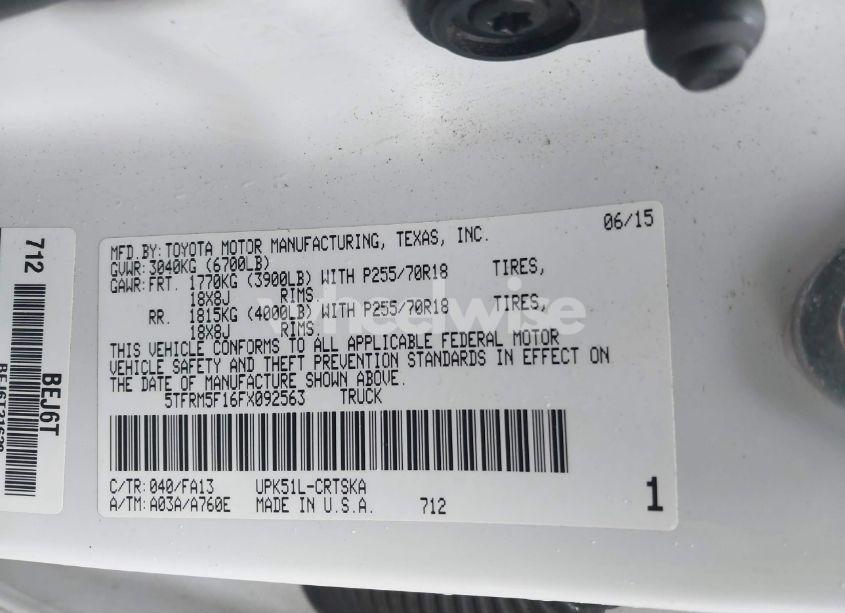 712
BEJ6T
MFD.BY:TOYOTA MOTOR MANUFACTURING, TEXAS, INC. 06/15
GVWR:3040KG (6700LB)
GAWR:FRT. 1770KG (3900LB) WITH P255/70R18 TIRES,
18X8J RIMS.
RR. 1815KG (4000LB) WITH P255/70R18 TIRES,
18X8J RIMS.
THIS VEHICLE CONFORMS TO ALL APPLICABLE FEDERAL MOTOR
VEHICLE SAFETY AND THEFT PREVENTION STANDARDS IN EFFECT ON
THE DATE OF MANUFACTURE SHOWN ABOVE.
5TFRM5F16FX092563 TRUCK
C/TR:040/FA13 UPK51L-CRTSKA
A/TM:A03A/A760E MADE IN U.S.A. 712 1
wheelwise